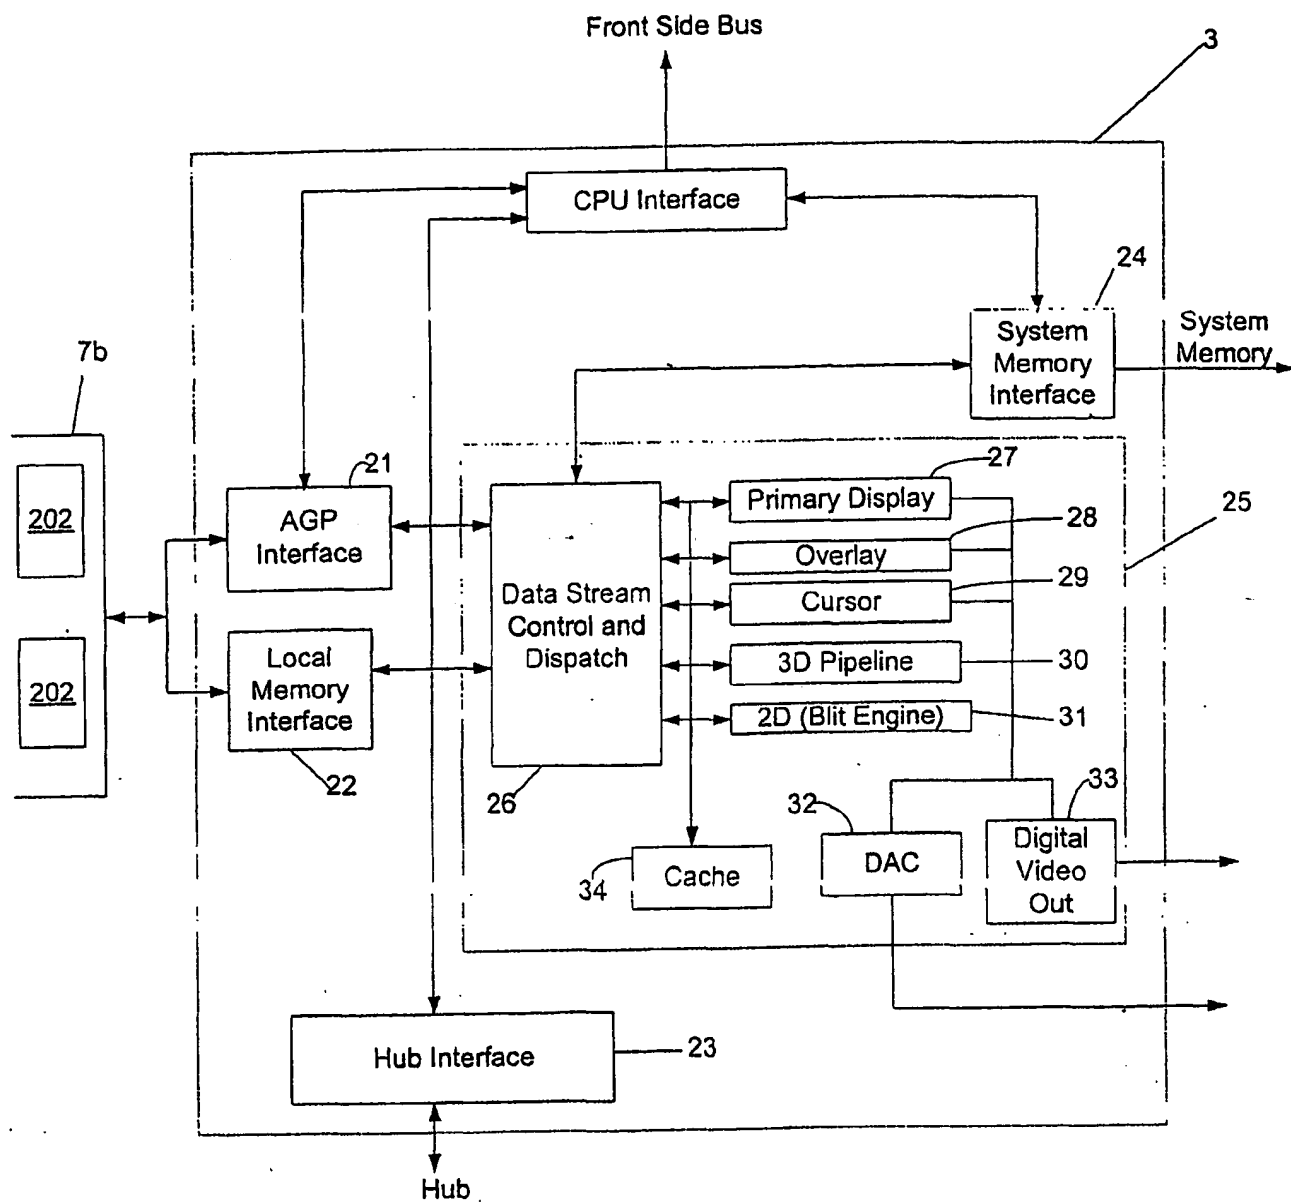 Front Side Bus
3
CPU Interface
24
System
Memory
Interface
System
Memory
7b
202
202
21
AGP
Interface
Local
Memory
Interface
22
Data Stream
Control and
Dispatch
26
27
Primary Display
28
Overlay
29
Cursor
3D Pipeline
30
2D (Blit Engine)
31
25
32
DAC
33
Digital
Video
Out
34
Cache
Hub Interface
23
Hub